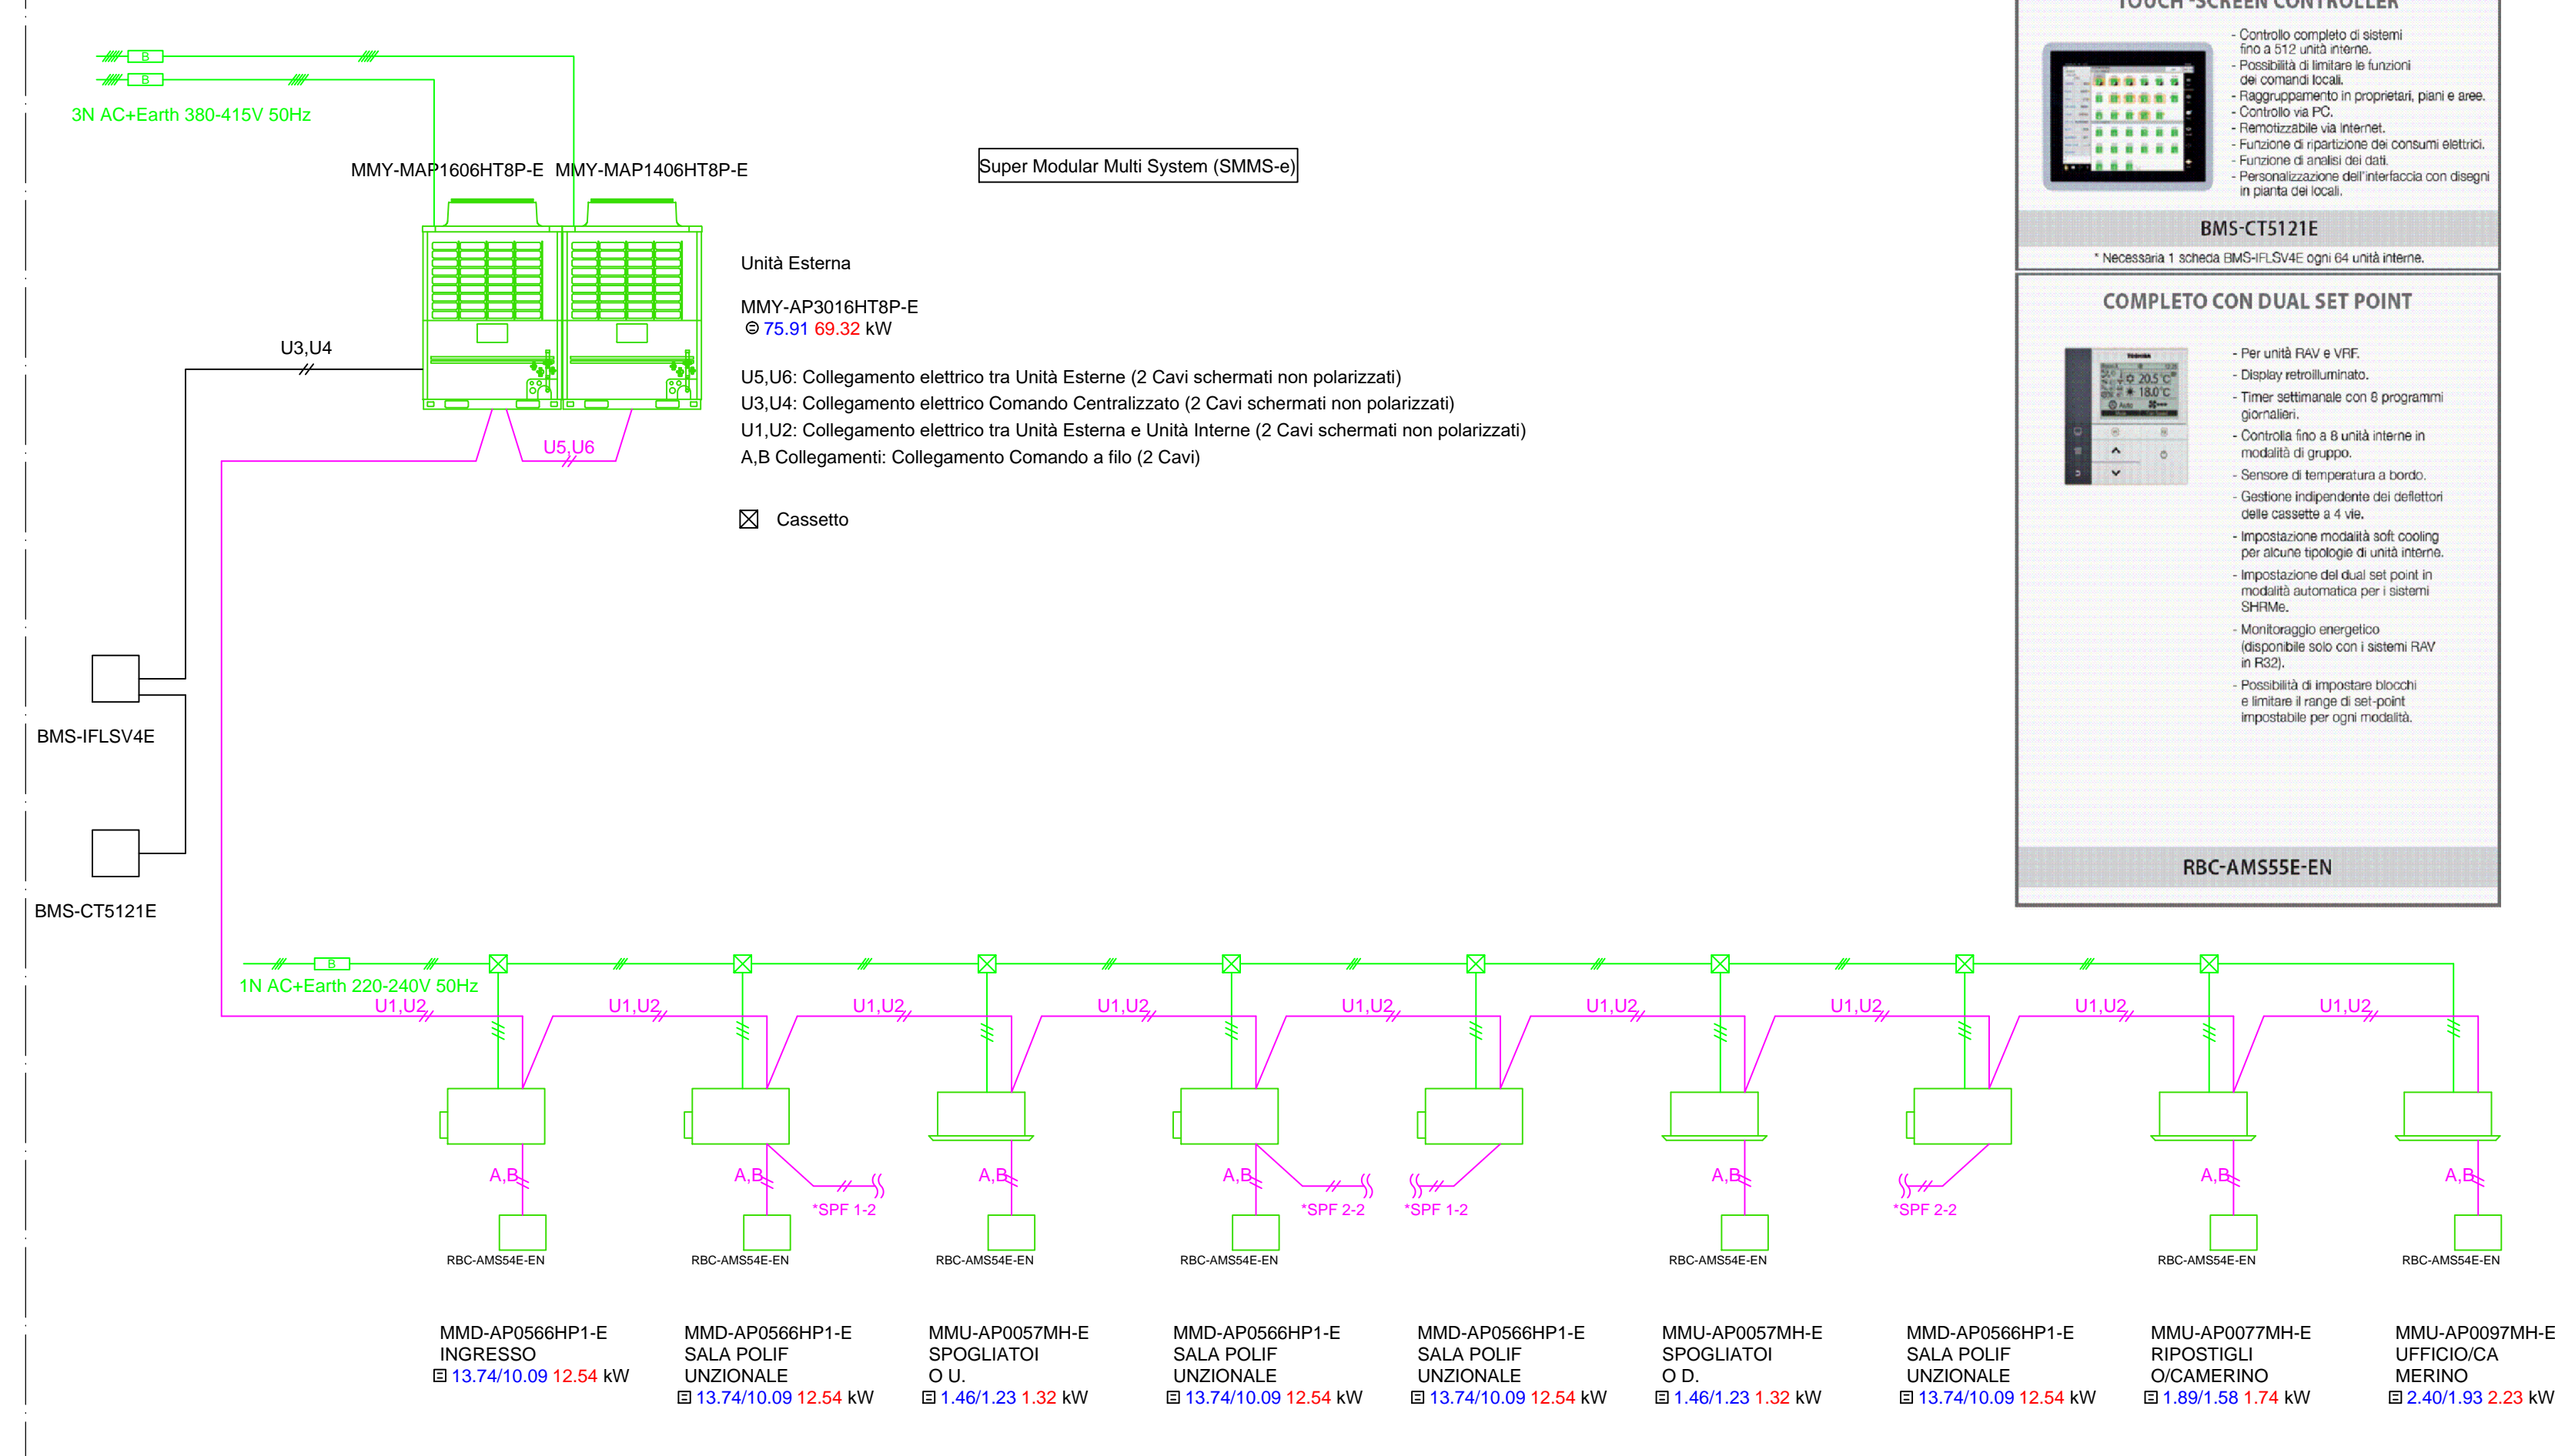 TOUCH -SCREEN CONTROLLER
- Controllo completo di sistemi
fino a 512 unità interne.
- Possibilità di limitare le funzioni
dei comandi locali.
- Raggruppamento in proprietari, piani e aree.
- Controllo via PC.
- Remotizzabile via Internet.
- Funzione di ripartizione dei consumi elettrici.
- Funzione di analisi dei dati.
- Personalizzazione dell'interfaccia con disegni
in pianta dei locali.
BMS-CT5121E
* Necessaria 1 scheda BMS-IFLSV4E ogni 64 unità interne.
COMPLETO CON DUAL SET POINT
TOSHIBA
20.5°C
18.0°C
Auto
- Per unità RAV e VRF.
- Display retroilluminato.
- Timer settimanale con 8 programmi
giornalieri.
- Controlla fino a 8 unità interne in
modalità di gruppo.
- Sensore di temperatura a bordo.
- Gestione indipendente dei deflettori
delle cassette a 4 vie.
- Impostazione modalità soft cooling
per alcune tipologie di unità interne.
- Impostazione del dual set point in
modalità automatica per i sistemi
SHRMe.
- Monitoraggio energetico
(disponibile solo con i sistemi RAV
in R32).
- Possibilità di impostare blocchi
e limitare il range di set-point
impostabile per ogni modalità.
RBC-AMS55E-EN
B
B
3N AC+Earth 380-415V 50Hz
MMY-MAP1606HT8P-E MMY-MAP1406HT8P-E
Super Modular Multi System (SMMS-e)
Unità Esterna
MMY-AP3016HT8P-E
75.91 69.32 kW
U3,U4
U5,U6
U5,U6: Collegamento elettrico tra Unità Esterne (2 Cavi schermati non polarizzati)
U3,U4: Collegamento elettrico Comando Centralizzato (2 Cavi schermati non polarizzati)
U1,U2: Collegamento elettrico tra Unità Esterna e Unità Interne (2 Cavi schermati non polarizzati)
A,B Collegamenti: Collegamento Comando a filo (2 Cavi)
Cassetto
BMS-IFLSV4E
BMS-CT5121E
B
1N AC+Earth 220-240V 50Hz
U1,U2 U1,U2 U1,U2 U1,U2 U1,U2 U1,U2 U1,U2 U1,U2 U1,U2
A,B A,B A,B A,B A,B A,B A,B
*SPF 1-2 *SPF 2-2 *SPF 1-2 *SPF 2-2
RBC-AMS54E-EN RBC-AMS54E-EN RBC-AMS54E-EN RBC-AMS54E-EN RBC-AMS54E-EN RBC-AMS54E-EN RBC-AMS54E-EN
MMD-AP0566HP1-E
INGRESSO
13.74/10.09 12.54 kW
MMD-AP0566HP1-E
SALA POLIF
UNZIONALE
13.74/10.09 12.54 kW
MMU-AP0057MH-E
SPOGLIATOI
O U.
1.46/1.23 1.32 kW
MMD-AP0566HP1-E
SALA POLIF
UNZIONALE
13.74/10.09 12.54 kW
MMD-AP0566HP1-E
SALA POLIF
UNZIONALE
13.74/10.09 12.54 kW
MMU-AP0057MH-E
SPOGLIATOI
O D.
1.46/1.23 1.32 kW
MMD-AP0566HP1-E
SALA POLIF
UNZIONALE
13.74/10.09 12.54 kW
MMU-AP0077MH-E
RIPOSTIGLI
O/CAMERINO
1.89/1.58 1.74 kW
MMU-AP0097MH-E
UFFICIO/CA
MERINO
2.40/1.93 2.23 kW